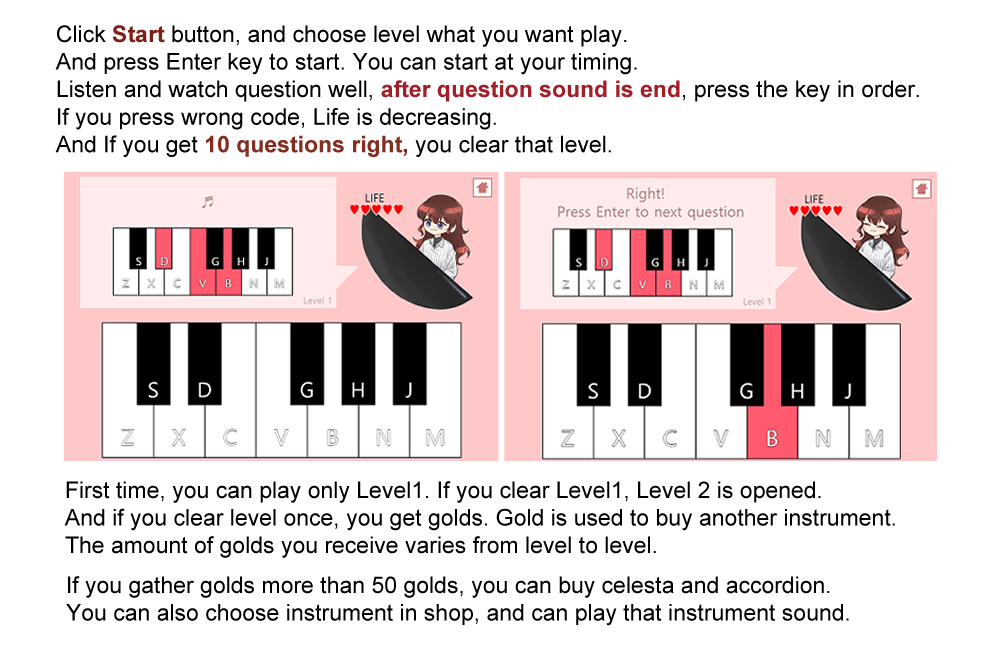 Click Start button, and choose level what you want play.
And press Enter key to start. You can start at your timing.
Listen and watch question well, after question sound is end, press the key in order.
If you press wrong code, Life is decreasing.
And If you get 10 questions right, you clear that level.
LIFE
S D G H J
Z X C V B N M
Level 1
S D G H J
Z X C V B N M
Right!
Press Enter to next question
LIFE
S D G H J
Z X C V B N M
Level 1
S D G H J
Z X C V B N M
First time, you can play only Level1. If you clear Level1, Level 2 is opened.
And if you clear level once, you get golds. Gold is used to buy another instrument.
The amount of golds you receive varies from level to level.
If you gather golds more than 50 golds, you can buy celesta and accordion.
You can also choose instrument in shop, and can play that instrument sound.